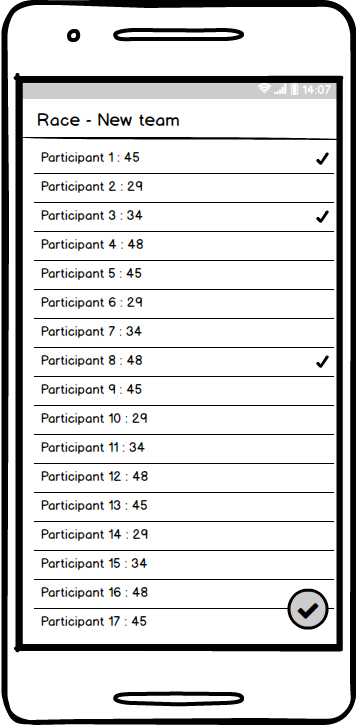 14:07
Race - New team
Participant 1 : 45
Participant 2 : 29
Participant 3 : 34
Participant 4 : 48
Participant 5 : 45
Participant 6 : 29
Participant 7 : 34
Participant 8 : 48
Participant 9 : 45
Participant 10 : 29
Participant 11 : 34
Participant 12 : 48
Participant 13 : 45
Participant 14 : 29
Participant 15 : 34
Participant 16 : 48
Participant 17 : 45